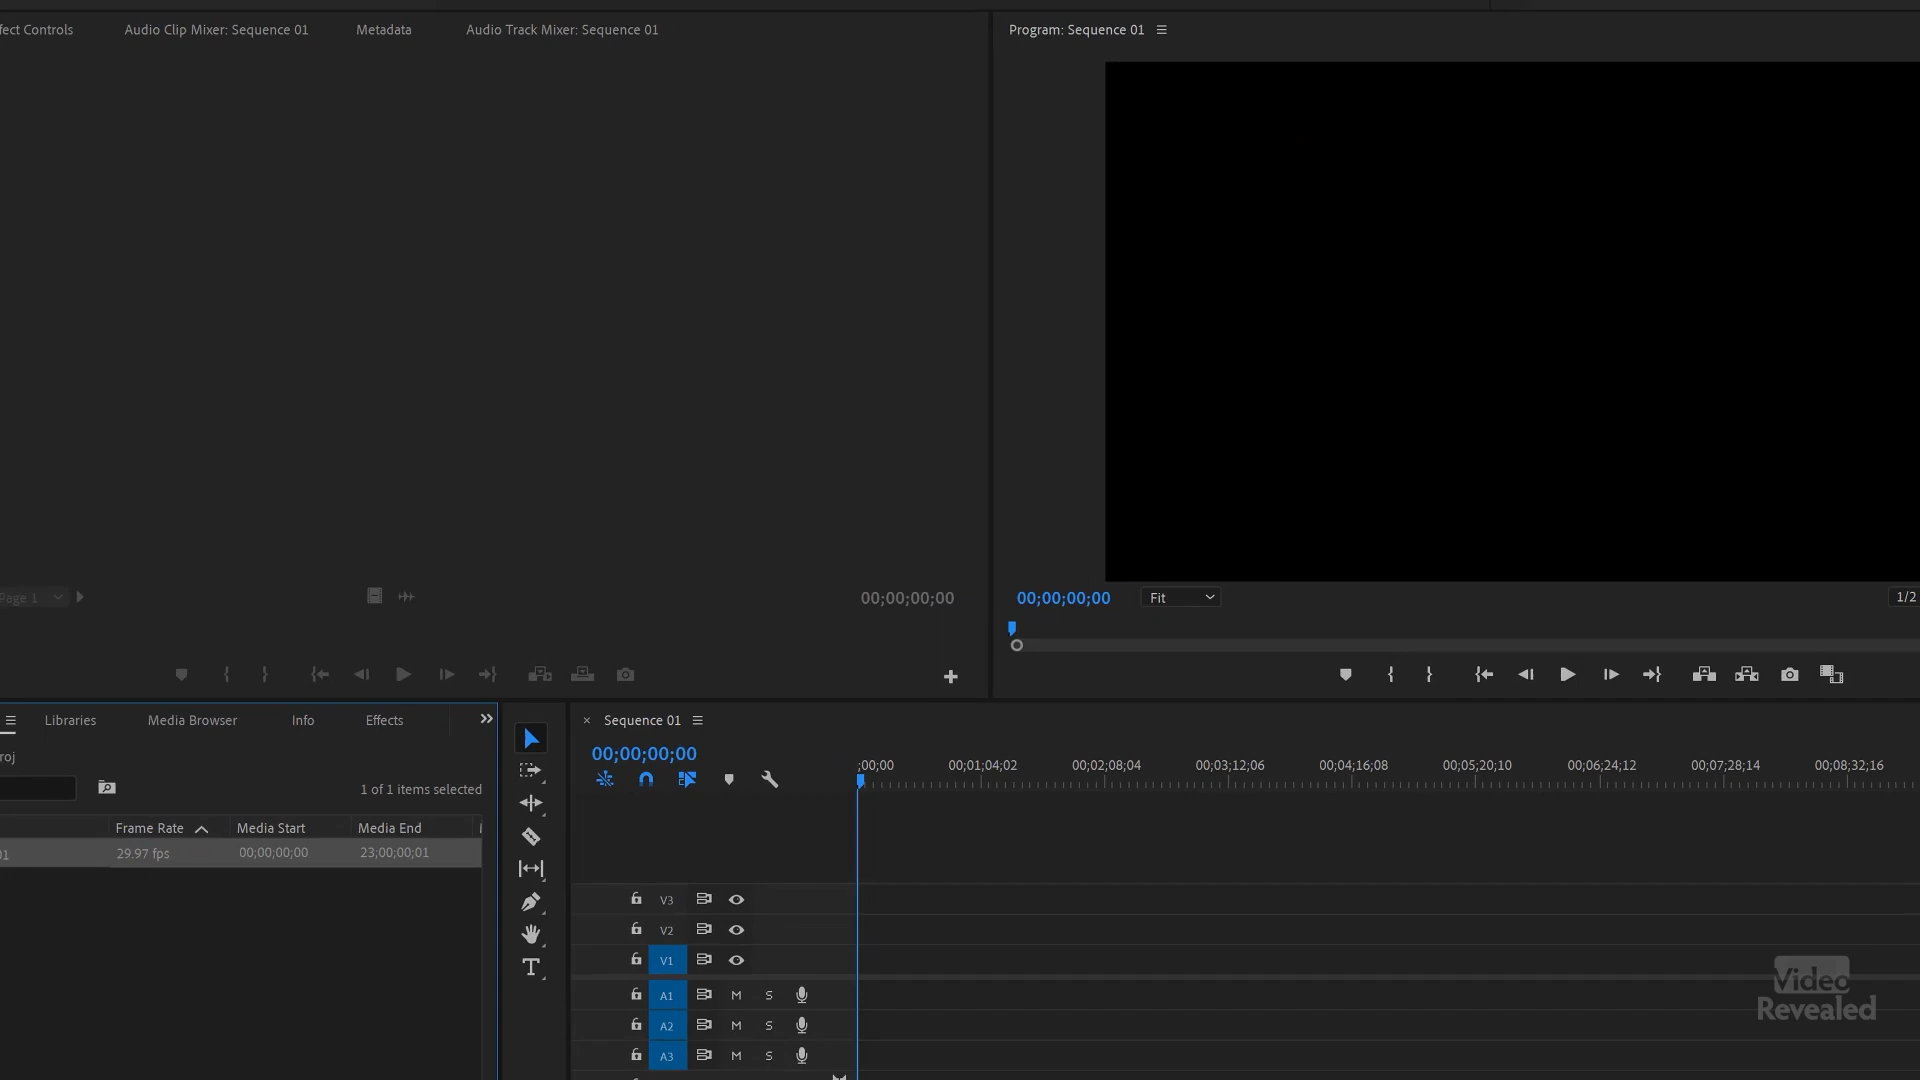 fect Controls Audio Clip Mixer: Sequence 01 Metadata Audio Track Mixer: Sequence 01
Program: Sequence 01
Page 1
00;00;00;00
00;00;00;00 Fit 1/2
Libraries Media Browser Info Effects
roj
1 of 1 items selected
Frame Rate Media Start Media End
01 29.97 fps 00;00;00;00 23;00;00;01
Sequence 01
00;00;00;00
;00;00 00;01;04;02 00;02;08;04 00;03;12;06 00;04;16;08 00;05;20;10 00;06;24;12 00;07;28;14 00;08;32;16
V3
V2
V1
A1 M S
A2 M S
A3 M S
Video
Revealed